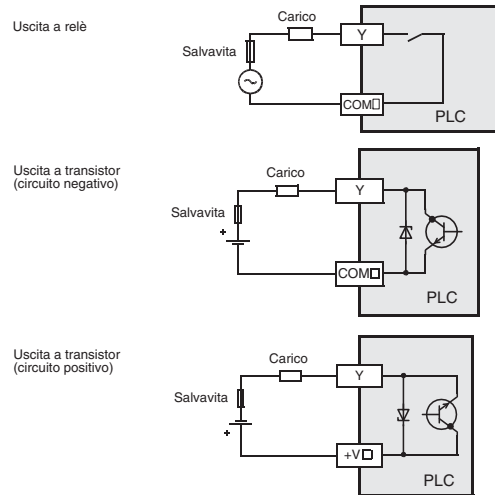 Uscita a relè
Carico
Salvavita
Y
COM□
PLC
Uscita a transistor
(circuito negativo)
Carico
Salvavita
Y
+
COM□
PLC
Uscita a transistor
(circuito positivo)
Carico
Salvavita
Y
+
+V□
PLC